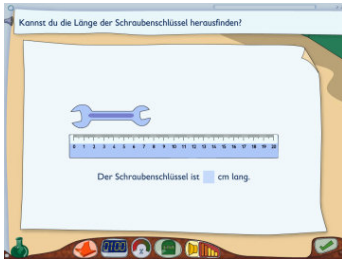 Kannst du die Länge der Schraubenschlüssel herausfinden?
0 1 2 3 4 5 6 7 8 9 10 11 12 13 14 15 16 17 18 19 20
Der Schraubenschlüssel ist cm lang.